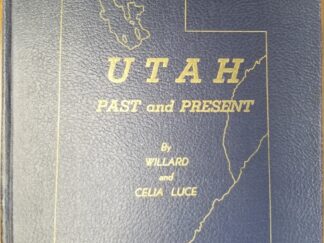 UTAH
PAST and PRESENT
By
WILLARD
and
CELIA LUCE